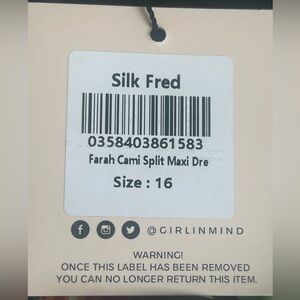 Silk Fred
0358403861583
Farah Cami Split Maxi Dre
Size : 16
@GIRLINMIND
WARNING!
ONCE THIS LABEL HAS BEEN REMOVED
YOU CAN NO LONGER RETURN THIS ITEM.